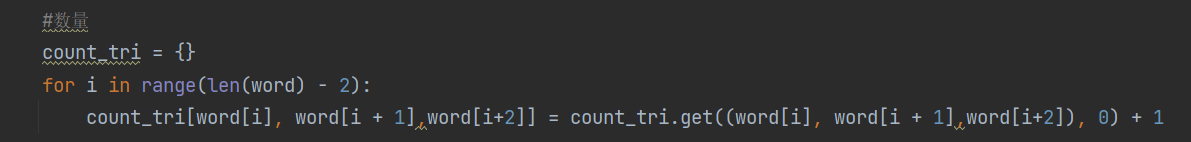 #数量
count_tri = {}
for i in range(len(word) - 2):
count_tri[word[i], word[i + 1],word[i+2]] = count_tri.get((word[i], word[i + 1],word[i+2]), 0) + 1